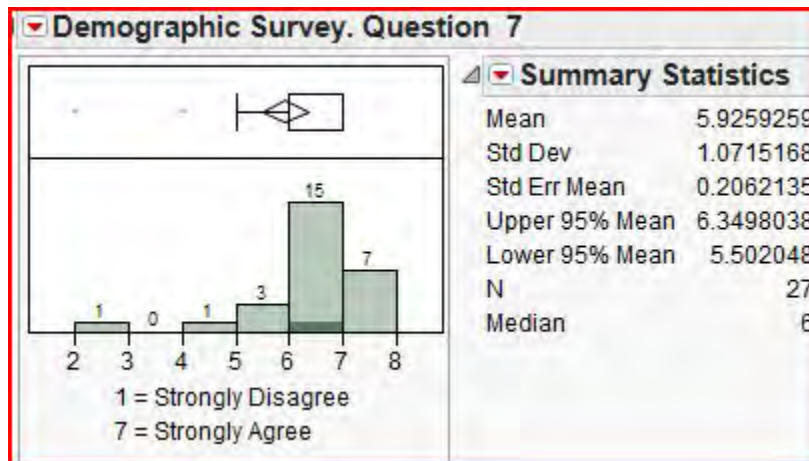 Demographic Survey. Question 7
15
7
3
1
0
1
2 3 4 5 6 7 8
1 = Strongly Disagree
7 = Strongly Agree
Summary Statistics
Mean 5.9259259
Std Dev 1.0715168
Std Err Mean 0.2062135
Upper 95% Mean 6.3498038
Lower 95% Mean 5.502048
N 27
Median 6